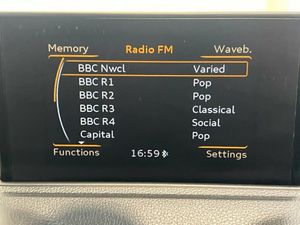 Memory Radio FM Waveb.
BBC Nwcl Varied
BBC R1 Pop
BBC R2 Pop
BBC R3 Classical
BBC R4 Social
Capital Pop
Functions 16:59 Settings